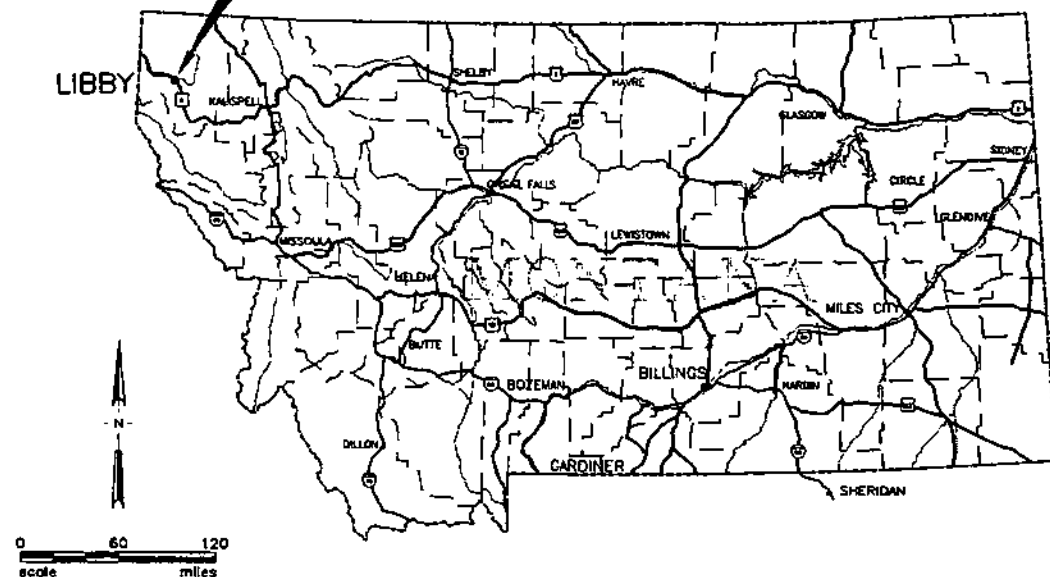 LIBBY
KALISPELL
SHELBY
HAVRE
GLASGOW
SIDNEY
CIRCLE
GLENDIVE
GREAT FALLS
LEWISTOWN
MISSOULA
HELENA
MILES CITY
BUTTE
BILLINGS
BOZEMAN
HARDIN
DILLON
GARDINER
SHERIDAN
N
0 60 120
scale miles